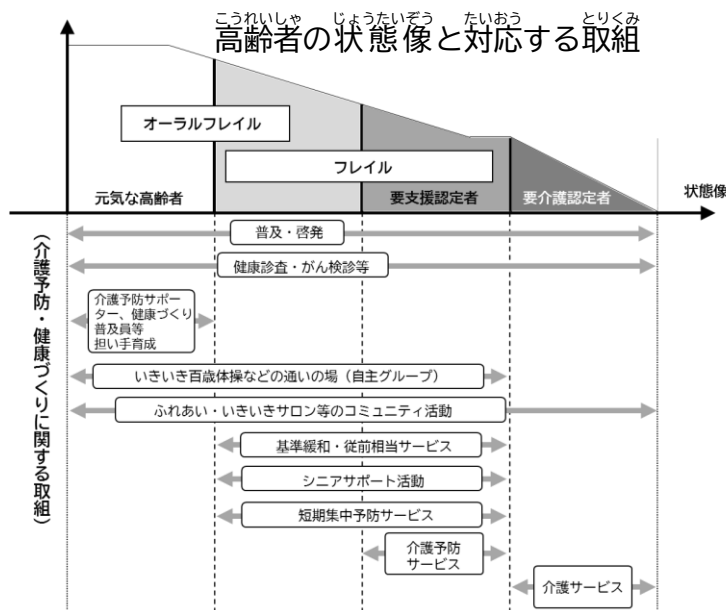 こうれいしゃ じょうたいぞう たいおう とりくみ
高齢者の状態像と対応する取組
オーラルフレイル
フレイル
元気な高齢者
要支援認定者
要介護認定者
状態像
(介護予防・健康づくりに関する取組)
普及・啓発
健康診査・がん検診等
介護予防サポー
ター、健康づくり
普及員等
担い手育成
いきいき百歳体操などの通いの場（自主グループ）
ふれあい・いきいきサロン等のコミュニティ活動
基準緩和・従前相当サービス
シニアサポート活動
短期集中予防サービス
介護予防
サービス
介護サービス